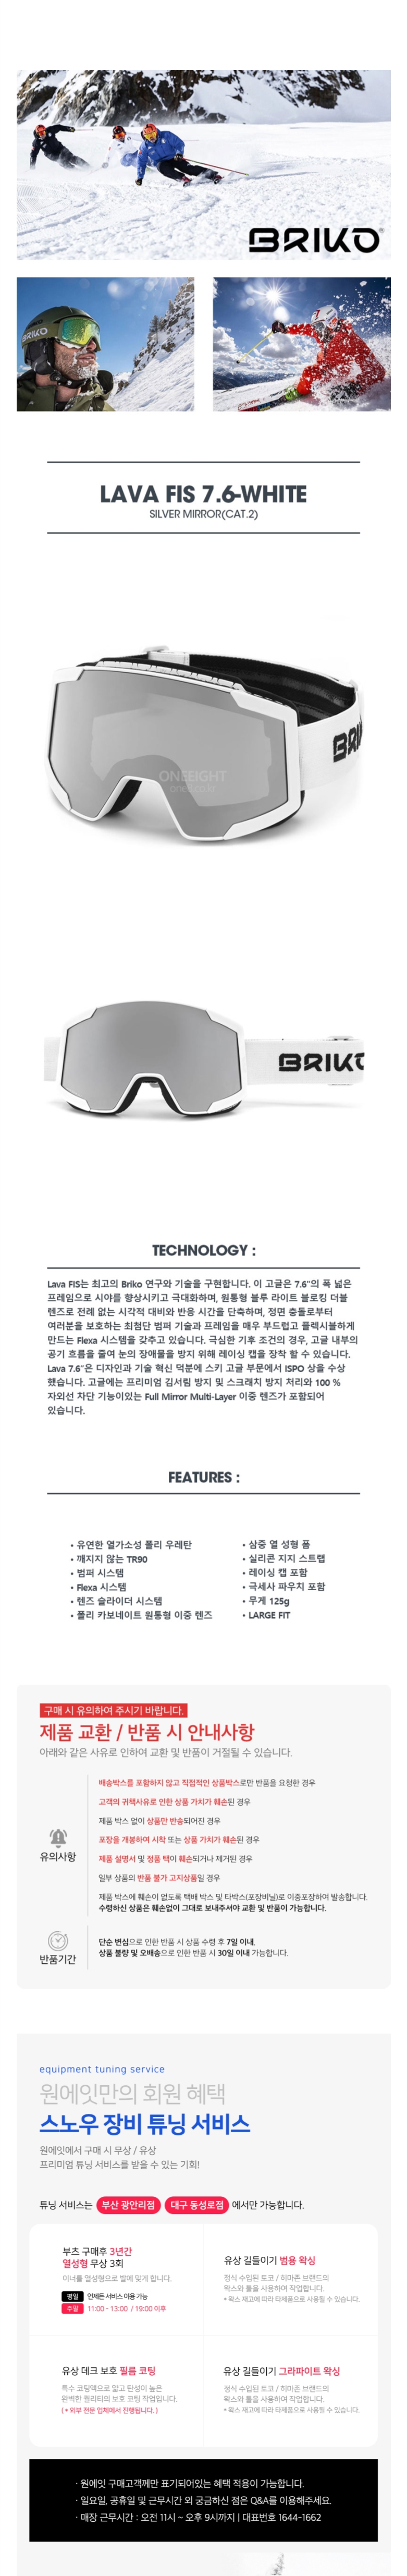 BRIKO
BRIKO
LAVA FIS 7.6-WHITE
SILVER MIRROR(CAT.2)
ONEEIGHT
BRIKO
TECHNOLOGY :
Lava FIS는 최고의 Briko 연구와 기술을 구현합니다. 이 고글은 7.6"의 폭 넓은
프레임으로 시야를 향상시키고 극대화하며, 원통형 블루 라이트 블로킹 더블
렌즈로 전례 없는 시각적 대비와 반응 시간을 단축하며, 정면 충돌로부터
여러분을 보호하는 최첨단 범퍼 기술과 프레임을 매우 부드럽고 플렉시블하게
만드는 Flexa 시스템을 갖추고 있습니다. 극심한 기후 조건의 경우, 고글 내부의
공기 흐름을 줄여 눈의 장애물을 방지 위해 레이싱 캡을 장착 할 수 있습니다.
Lava 7.6"은 디자인과 기술 혁신 덕분에 스키 고글 부문에서 ISPO 상을 수상
했습니다. 고글에는 프리미엄 김서림 방지 및 스크래치 방지 처리와 100 %
자외선 차단 기능이있는 Full Mirror Multi-Layer 이중 렌즈가 포함되어
있습니다.
FEATURES :
• 유연한 열가소성 폴리 우레탄
• 깨지지 않는 TR90
• 범퍼 시스템
• Flexa 시스템
• 렌즈 슬라이더 시스템
• 폴리 카보네이트 원통형 이중 렌즈
• 삼중 열 성형 폼
• 실리콘 지지 스트랩
• 레이싱 캡 포함
• 극세사 파우치 포함
• 무게 125g
• LARGE FIT
구매 시 유의하여 주시기 바랍니다.
제품 교환 / 반품 시 안내사항
아래와 같은 사유로 인하여 교환 및 반품이 거절될 수 있습니다.
유의사항
배송박스를 포함하지 않고 직접적인 상품박스로만 반품을 요청한 경우
고객의 귀책사유로 인한 상품 가치가 훼손된 경우
제품 박스 없이 상품만 반송되어진 경우
포장을 개봉하여 시착 또는 상품 가치가 훼손된 경우
제품 설명서 및 정품 택이 훼손되거나 제거된 경우
일부 상품의 반품 불가 고지상품일 경우
제품 박스에 훼손이 없도록 택배 박스 및 타박스(포장비닐)로 이중포장하여 발송합니다.
수령하신 상품은 훼손없이 그대로 보내주셔야 교환 및 반품이 가능합니다.
반품기간
단순 변심으로 인한 반품 시 상품 수령 후 7일 이내,
상품 불량 및 오배송으로 인한 반품 시 30일 이내 가능합니다.
equipment tuning service
원에잇만의 회원 혜택
스노우 장비 튜닝 서비스
원에잇에서 구매 시 무상 / 유상
프리미엄 튜닝 서비스를 받을 수 있는 기회!
튜닝 서비스는 부산 광안리점 대구 동성로점 에서만 가능합니다.
부츠 구매후 3년간
열성형 무상 3회
이너를 열성형으로 발에 맞게 합니다.
평일 언제든 서비스 이용 가능
주말 11:00 - 13:00 / 19:00 이후
유상 길들이기 범용 왁싱
정식 수입된 토코 / 히마존 브랜드의
왁스와 툴을 사용하여 작업합니다.
* 왁스 재고에 따라 타제품으로 사용될 수 있습니다.
유상 데크 보호 필름 코팅
특수 코팅액으로 얇고 탄성이 높은
완벽한 퀄리티의 보호 코팅 작업입니다.
( * 외부 전문 업체에서 진행됩니다. )
유상 길들이기 그라파이트 왁싱
정식 수입된 토코 / 히마존 브랜드의
왁스와 툴을 사용하여 작업합니다.
* 왁스 재고에 따라 타제품으로 사용될 수 있습니다.
· 원에잇 구매고객께만 표기되어있는 혜택 적용이 가능합니다.
· 일요일, 공휴일 및 근무시간 외 궁금하신 점은 Q&A를 이용해주세요.
· 매장 근무시간 : 오전 11시 ~ 오후 9시까지 | 대표번호 1644-1662